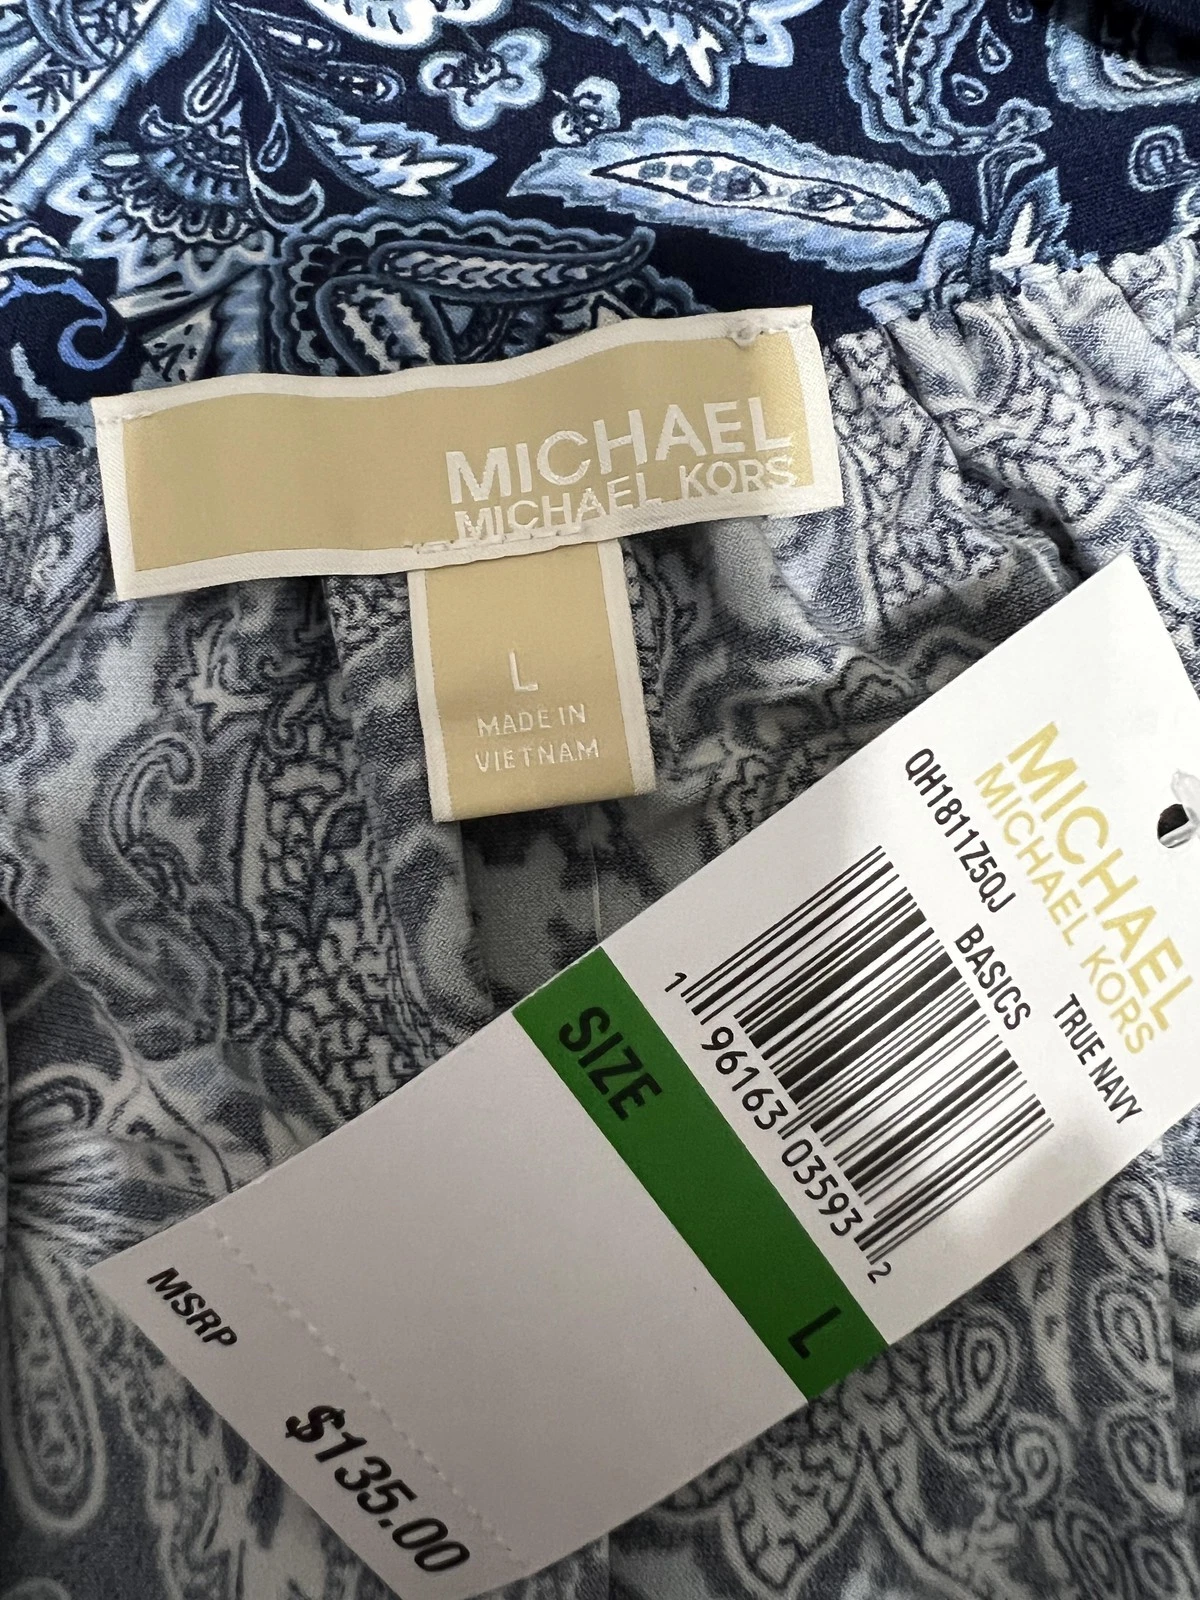 MICHAEL
MICHAEL KORS
L
MADE IN
VIETNAM
MICHAEL
MICHAEL KORS
QH1811Z5QJ BASICS TRUE NAVY
1 96163 03593 2
SIZE L
MSRP
$135.00